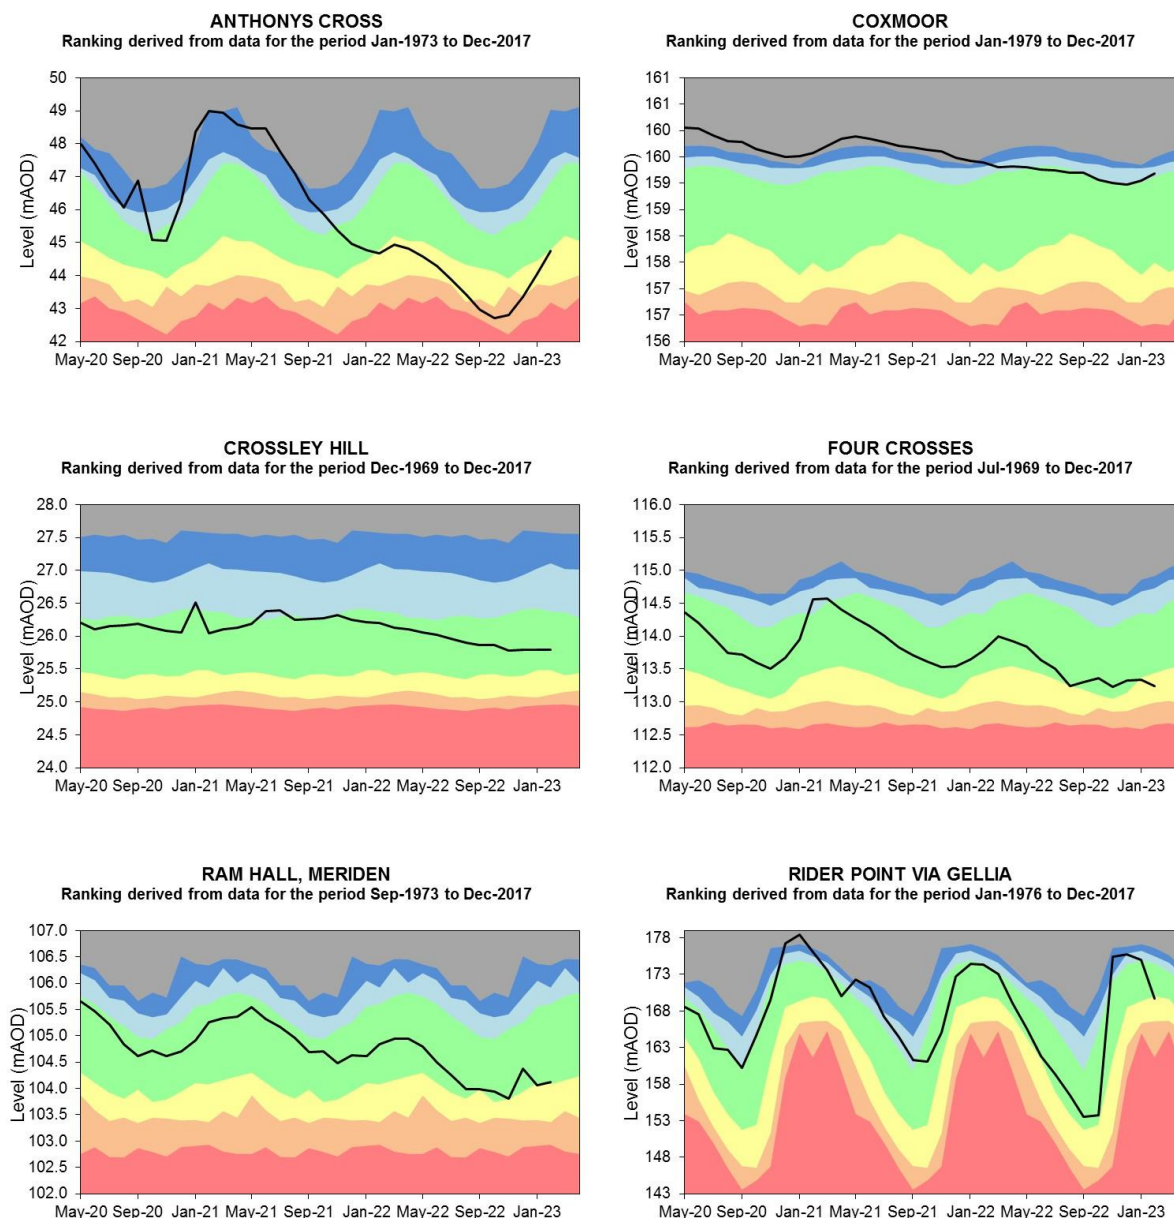 ANTHONYS CROSS
Ranking derived from data for the period Jan-1973 to Dec-2017
Level (mAOD)
50
49
48
47
46
45
44
43
42
May-20 Sep-20 Jan-21 May-21 Sep-21 Jan-22 May-22 Sep-22 Jan-23
COXMOOR
Ranking derived from data for the period Jan-1979 to Dec-2017
Level (mAOD)
161
161
160
160
159
159
158
158
157
157
156
May-20 Sep-20 Jan-21 May-21 Sep-21 Jan-22 May-22 Sep-22 Jan-23
CROSSLEY HILL
Ranking derived from data for the period Dec-1969 to Dec-2017
Level (mAOD)
28.0
27.5
27.0
26.5
26.0
25.5
25.0
24.5
24.0
May-20 Sep-20 Jan-21 May-21 Sep-21 Jan-22 May-22 Sep-22 Jan-23
FOUR CROSSES
Ranking derived from data for the period Jul-1969 to Dec-2017
Level (mAOD)
116.0
115.5
115.0
114.5
114.0
113.5
113.0
112.5
112.0
May-20 Sep-20 Jan-21 May-21 Sep-21 Jan-22 May-22 Sep-22 Jan-23
RAM HALL, MERIDEN
Ranking derived from data for the period Sep-1973 to Dec-2017
Level (mAOD)
107.0
106.5
106.0
105.5
105.0
104.5
104.0
103.5
103.0
102.5
102.0
May-20 Sep-20 Jan-21 May-21 Sep-21 Jan-22 May-22 Sep-22 Jan-23
RIDER POINT VIA GELLIA
Ranking derived from data for the period Jan-1976 to Dec-2017
Level (mAOD)
178
173
168
163
158
153
148
143
May-20 Sep-20 Jan-21 May-21 Sep-21 Jan-22 May-22 Sep-22 Jan-23